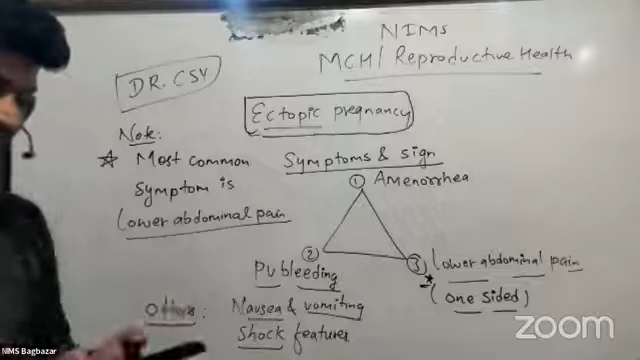 NIMS
MCH/ Reproductive Health
DR. CSY
Ectopic pregnancy
Note:
☆ Most common
symptom is
lower abdominal pain
Symptoms & sign
① Amenorrhea
②
PV bleeding
③ lower abdominal pain
* (one sided)
Other:
Nausea & vomiting
Shock features
zoom
NIMS Bagbazar